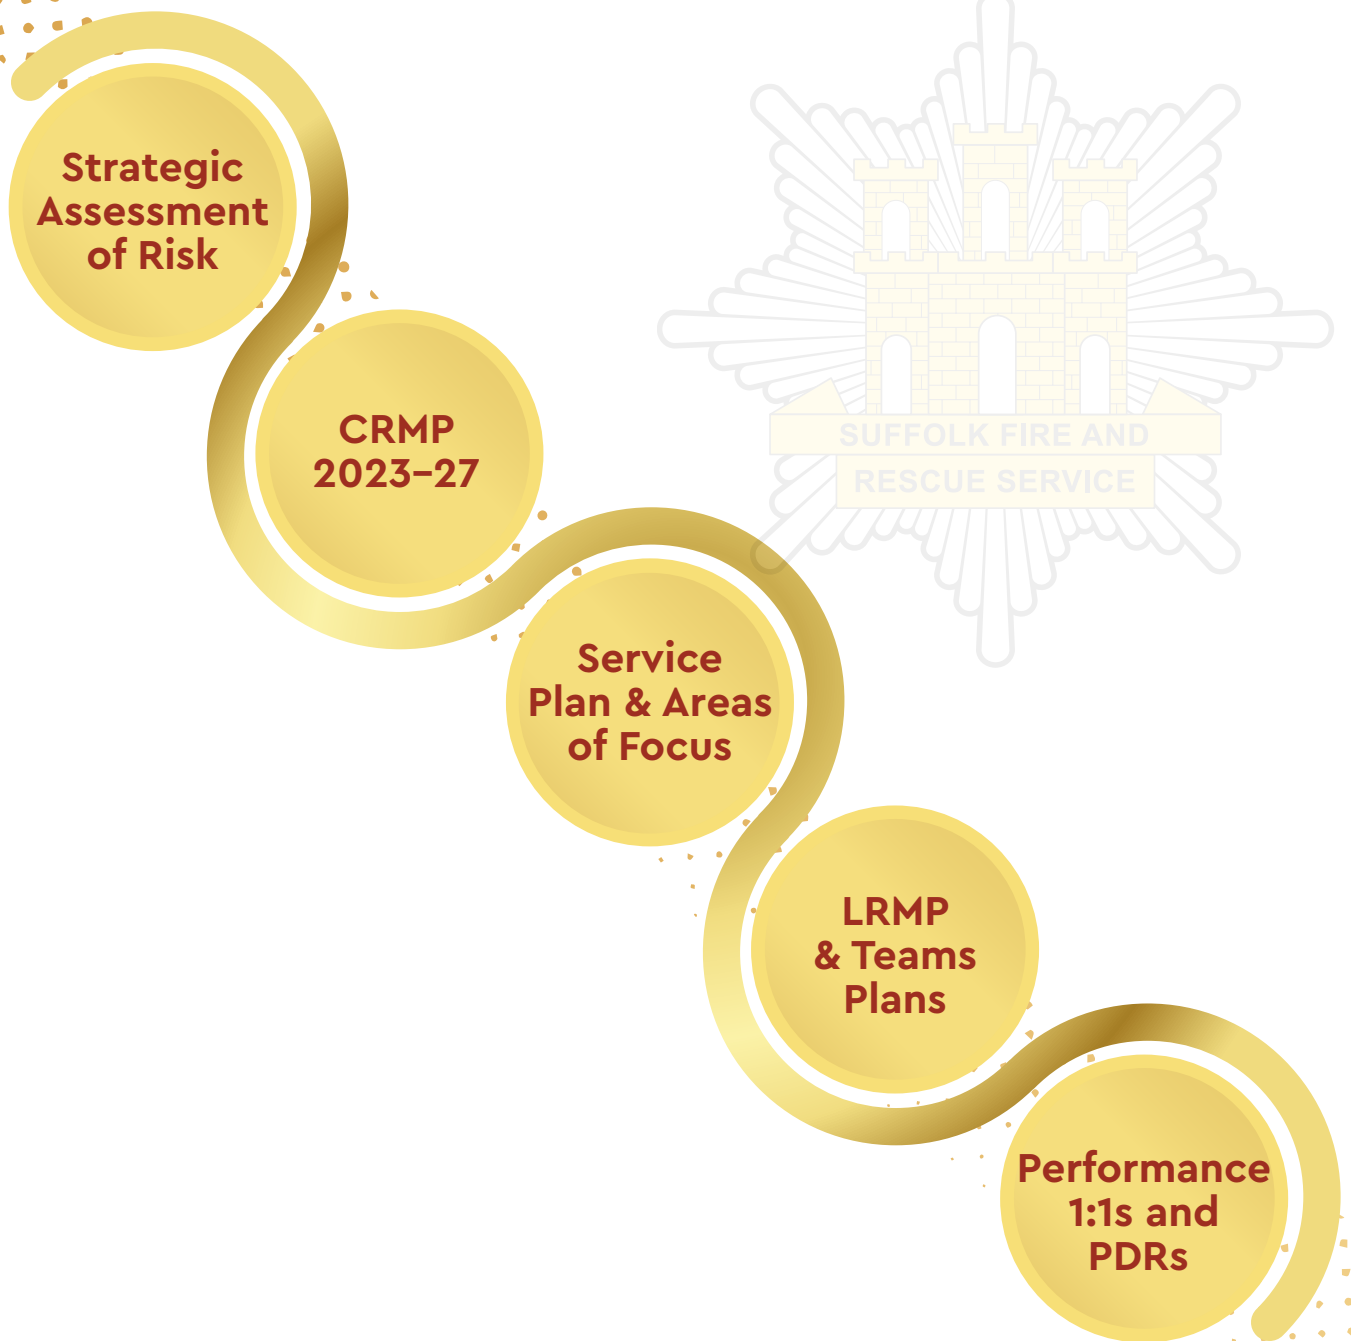 Strategic
Assessment
of Risk
CRMP
2023–27
SUFFOLK FIRE AND
RESCUE SERVICE
Service
Plan & Areas
of Focus
LRMP
& Teams
Plans
Performance
1:1s and
PDRs